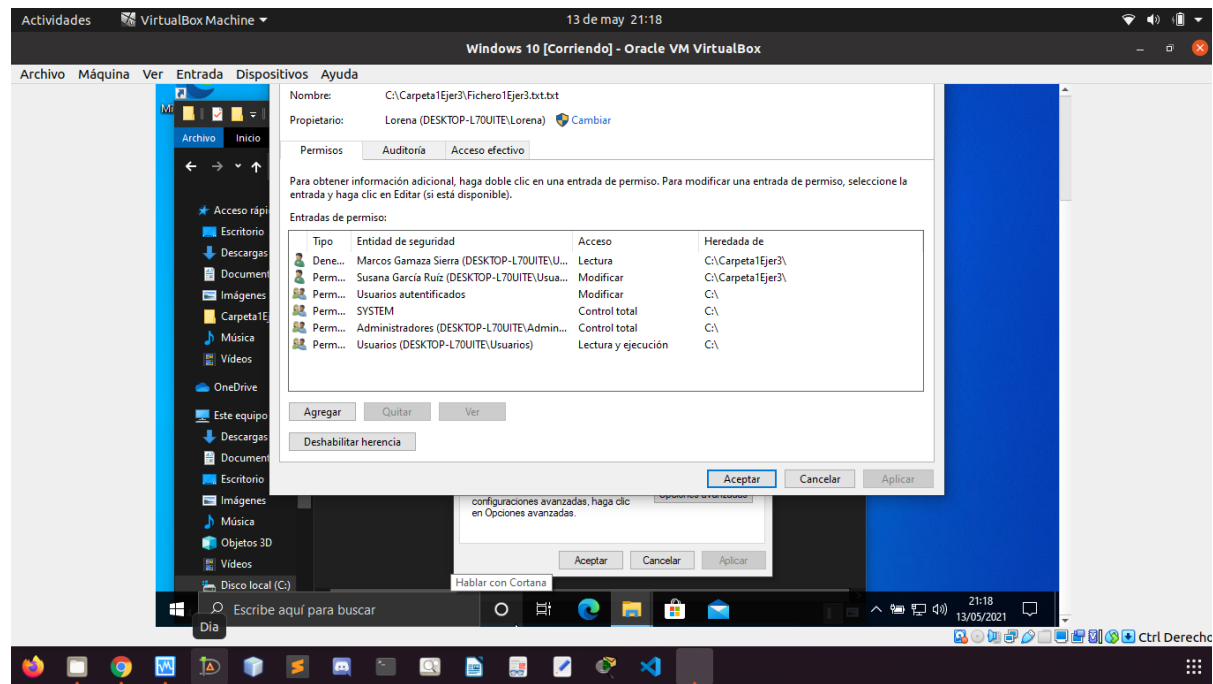 Actividades VirtualBox Machine 13 de may 21:18
Windows 10 [Corriendo] - Oracle VM VirtualBox
Archivo Máquina Ver Entrada Dispositivos Ayuda
Nombre: C:\Carpeta1Ejer3\Fichero1Ejer3.txt.txt
Propietario: Lorena (DESKTOP-L70UITE\Lorena) Cambiar
Permisos Auditoría Acceso efectivo
Para obtener información adicional, haga doble clic en una entrada de permiso. Para modificar una entrada de permiso, seleccione la
entrada y haga clic en Editar (si está disponible).
Entradas de permiso:
Tipo Entidad de seguridad Acceso Heredada de
Dene... Marcos Gamaza Sierra (DESKTOP-L70UITE\U... Lectura C:\Carpeta1Ejer3\
Perm... Susana García Ruíz (DESKTOP-L70UITE\Usua... Modificar C:\Carpeta1Ejer3\
Perm... Usuarios autentificados Modificar C:\
Perm... SYSTEM Control total C:\
Perm... Administradores (DESKTOP-L70UITE\Admin... Control total C:\
Perm... Usuarios (DESKTOP-L70UITE\Usuarios) Lectura y ejecución C:\
Agregar Quitar Ver
Deshabilitar herencia
Aceptar Cancelar Aplicar
Archivo Inicio
Acceso rápi
Escritorio
Descargas
Document
Imágenes
Carpeta1E
Música
Vídeos
OneDrive
Este equipo
Descargas
Document
Escritorio
Imágenes
Música
Objetos 3D
Vídeos
Disco local (C:)
configuraciones avanzadas, haga clic
en Opciones avanzadas.
Opciones avanzadas
Aceptar Cancelar Aplicar
Hablar con Cortana
Escribe aquí para buscar
21:18
13/05/2021
Dia
Ctrl Derecho